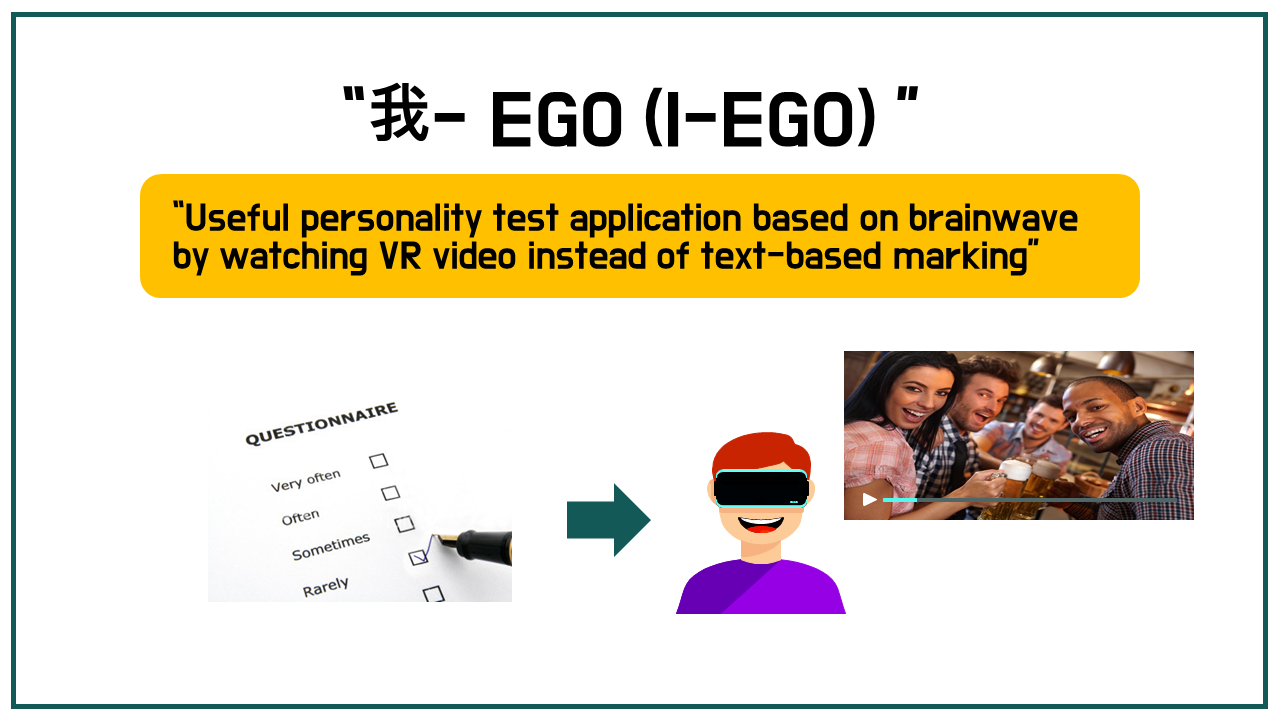 “我- EGO (I-EGO) ”
“Useful personality test application based on brainwave
by watching VR video instead of text-based marking”
QUESTIONNAIRE
Very often
Often
Sometimes
Rarely